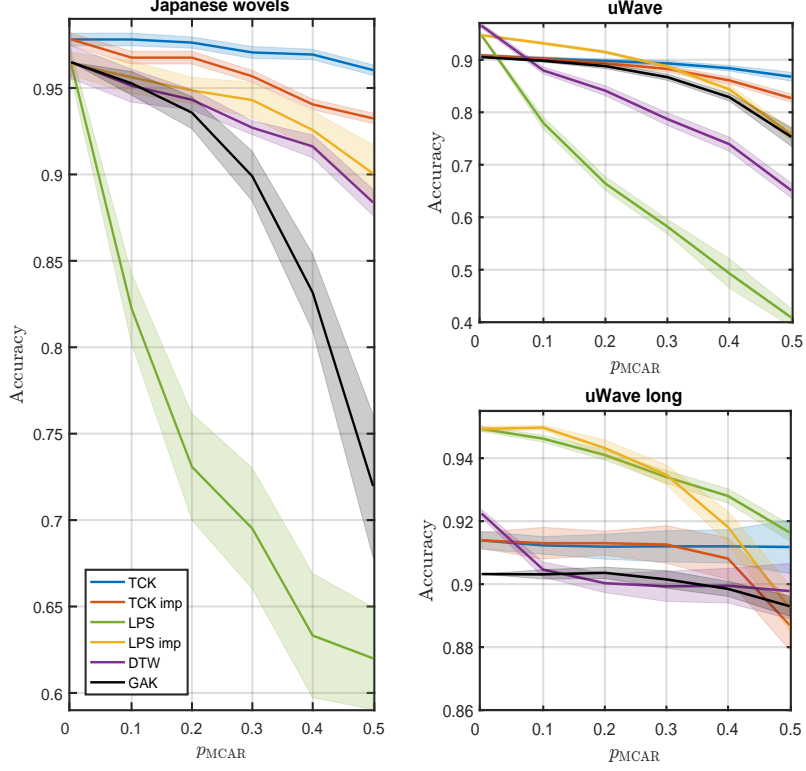 Japanese wovels
Accuracy
0.95
0.9
0.85
0.8
0.75
0.7
0.65
0.6
0 0.1 0.2 0.3 0.4 0.5
pMCAR
TCK
TCK imp
LPS
LPS imp
DTW
GAK
uWave
Accuracy
0.9
0.8
0.7
0.6
0.5
0.4
0 0.1 0.2 0.3 0.4 0.5
pMCAR
uWave long
Accuracy
0.94
0.92
0.9
0.88
0.86
0 0.1 0.2 0.3 0.4 0.5
pMCAR